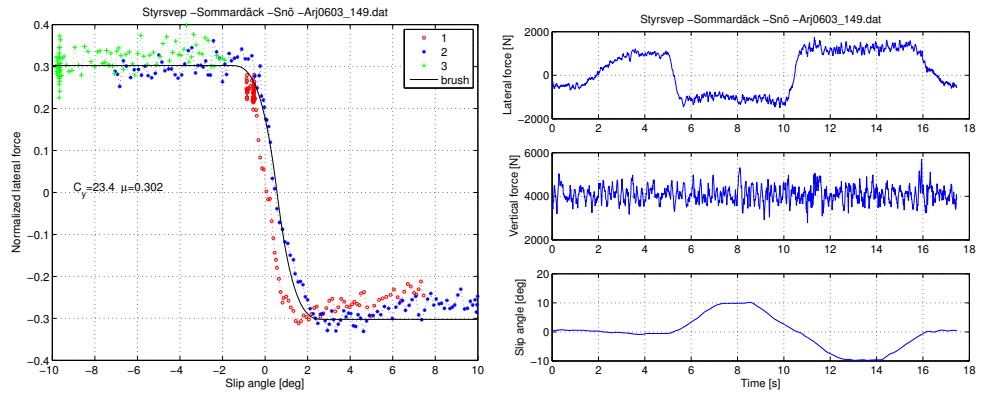 Styrsvep −Sommardäck −Snö −Arj0603_149.dat
0.4
0.3
0.2
0.1
0
−0.1
−0.2
−0.3
−0.4
Normalized lateral force
1
2
3
brush
C_y=23.4 μ=0.302
−10 −8 −6 −4 −2 0 2 4 6 8 10
Slip angle [deg]
Styrsvep −Sommardäck −Snö −Arj0603_149.dat
2000
0
−2000
Lateral force [N]
0 2 4 6 8 10 12 14 16 18
6000
4000
2000
Vertical force [N]
0 2 4 6 8 10 12 14 16 18
20
10
0
−10
Slip angle [deg]
0 2 4 6 8 10 12 14 16 18
Time [s]